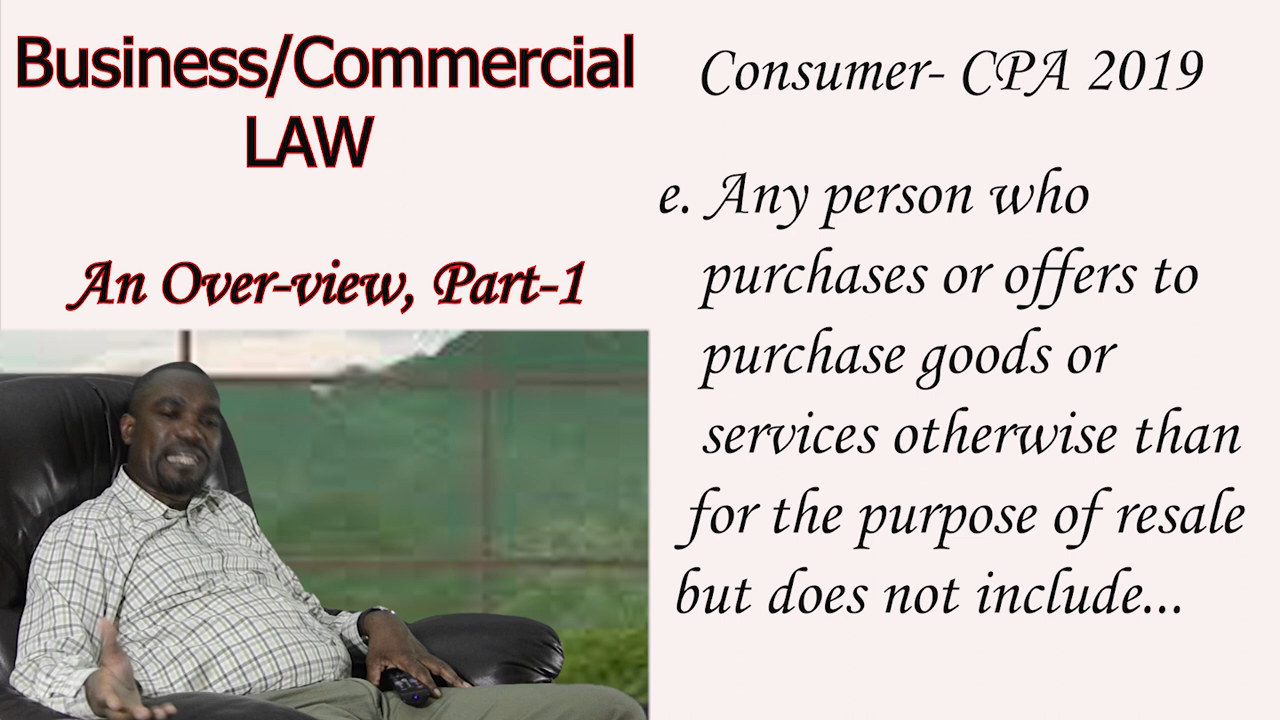 Business/Commercial
LAW
An Over-view, Part-1
Consumer- CPA 2019
e. Any person who
purchases or offers to
purchase goods or
services otherwise than
for the purpose of resale
but does not include...